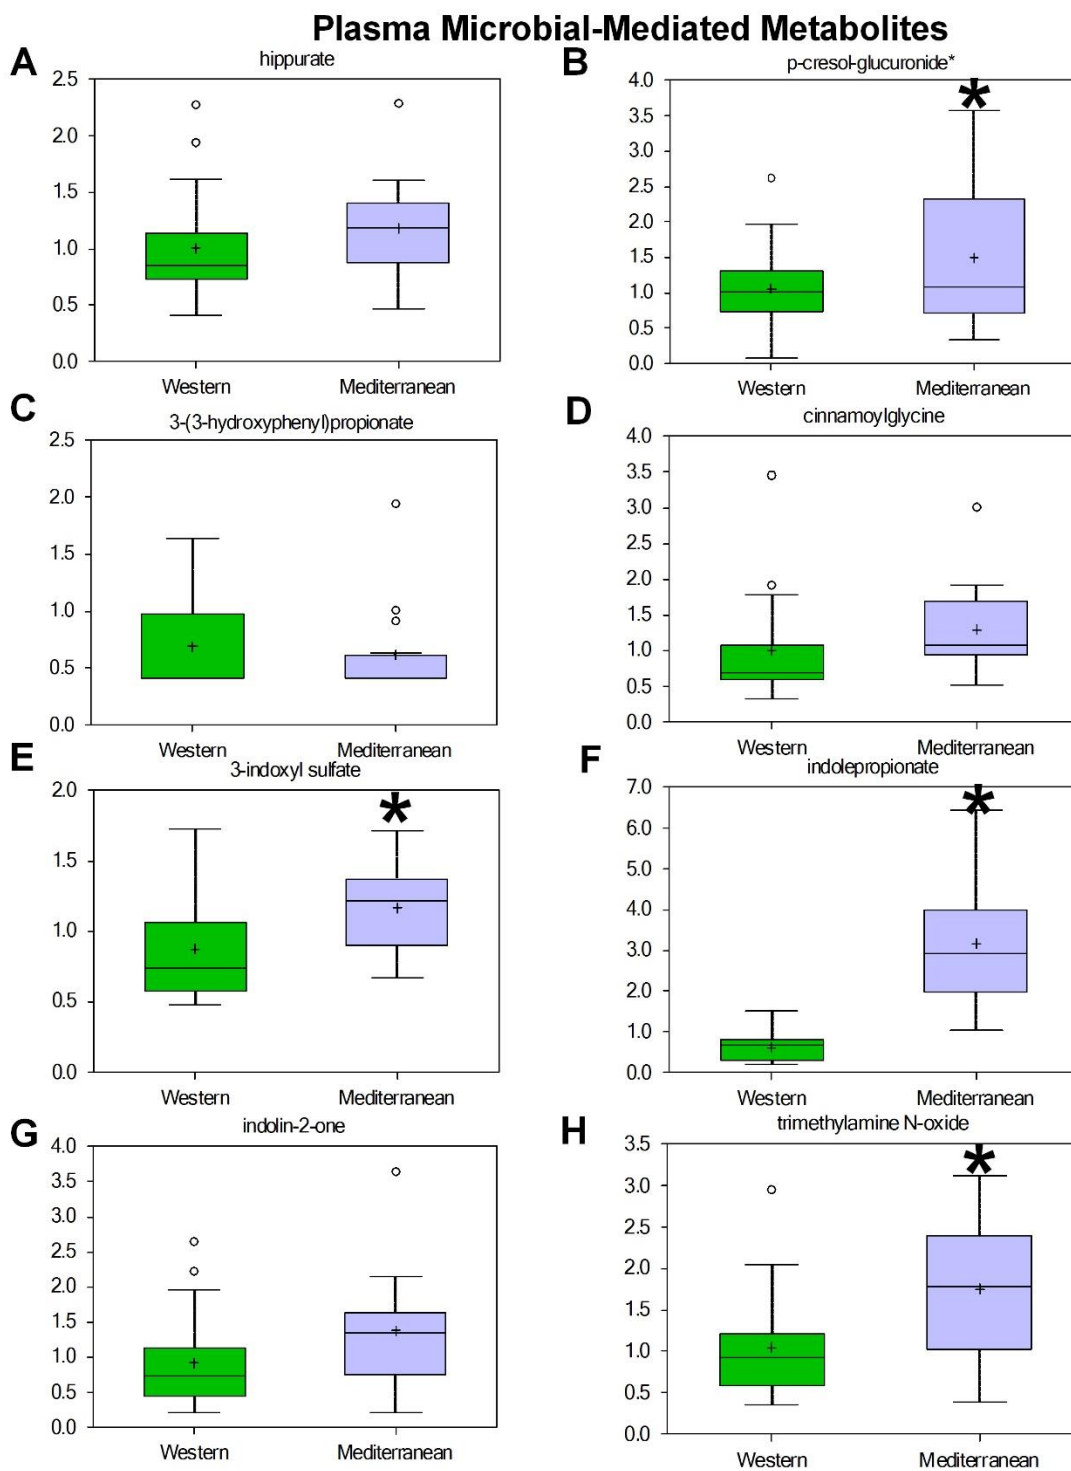 Plasma Microbial-Mediated Metabolites
A
hippurate
2.5
2.0
1.5
1.0
0.5
0.0
Western
Mediterranean
B
p-cresol-glucuronide*
4.0
3.5
3.0
2.5
2.0
1.5
1.0
0.5
0.0
*
Western
Mediterranean
C
3-(3-hydroxyphenyl)propionate
2.5
2.0
1.5
1.0
0.5
0.0
Western
Mediterranean
D
cinnamoylglycine
4.0
3.5
3.0
2.5
2.0
1.5
1.0
0.5
0.0
Western
Mediterranean
E
3-indoxyl sulfate
2.0
1.5
1.0
0.5
0.0
*
Western
Mediterranean
F
indolepropionate
7.0
6.0
5.0
4.0
3.0
2.0
1.0
0.0
*
Western
Mediterranean
G
indolin-2-one
4.0
3.5
3.0
2.5
2.0
1.5
1.0
0.5
0.0
Western
Mediterranean
H
trimethylamine N-oxide
3.5
3.0
2.5
2.0
1.5
1.0
0.5
0.0
*
Western
Mediterranean